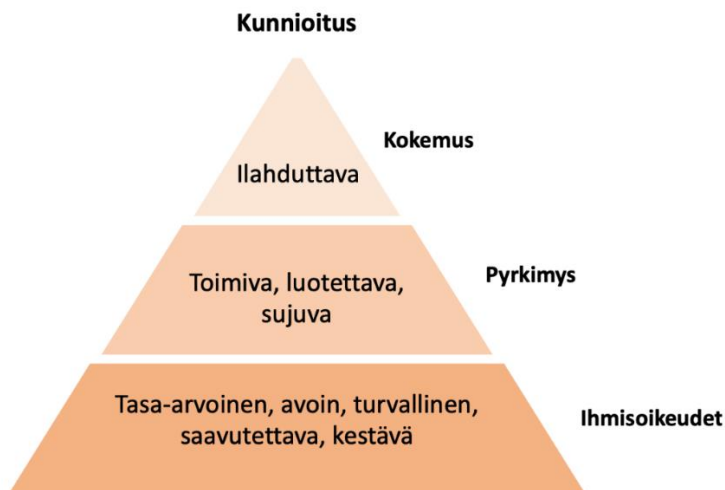 Kunnioitus
Kokemus
Ilahduttava
Pyrkimys
Toimiva, luotettava,
sujuva
Tasa-arvoinen, avoin, turvallinen,
saavutettava, kestävä
Ihmisoikeudet